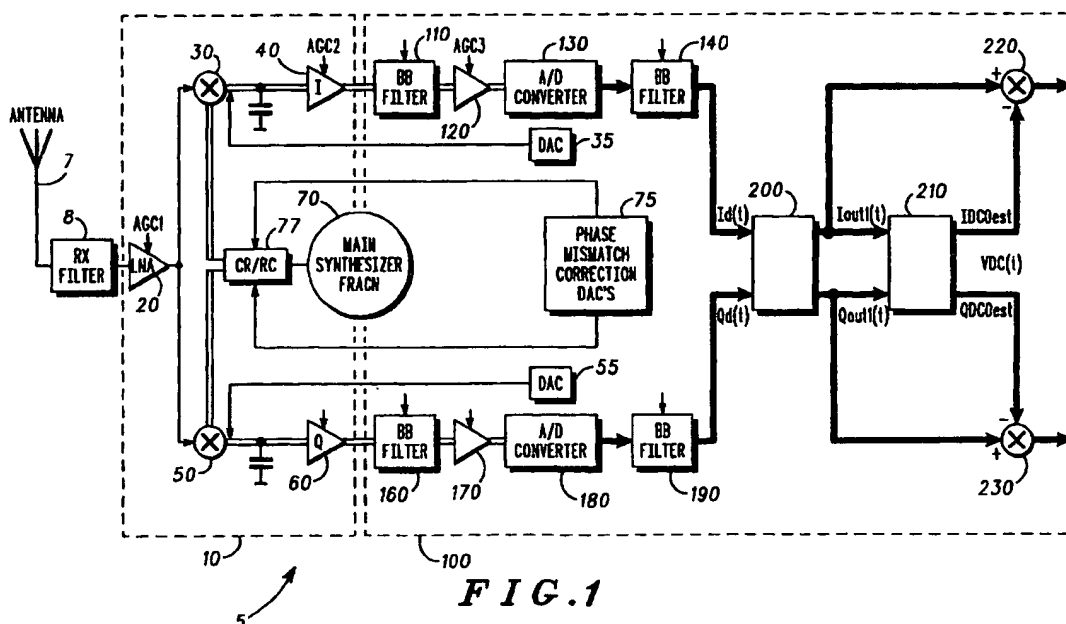 ANTENNA
7
8
RX
FILTER
AGC1
LNA
20
30
40
AGC2
I
110
BB
FILTER
AGC3
120
130
A/D
CONVERTER
140
BB
FILTER
DAC
35
70
MAIN
SYNTHESIZER
FRACN
77
CR/RC
75
PHASE
MISMATCH
CORRECTION
DAC'S
DAC
55
50
Q
60
BB
FILTER
160
170
A/D
CONVERTER
180
BB
FILTER
190
Id(t)
Qd(t)
200
Iout1(t)
Qout1(t)
210
IDCOest
VDC(t)
QDCOest
+
-
220
-
+
230
10
100
5
FIG.1